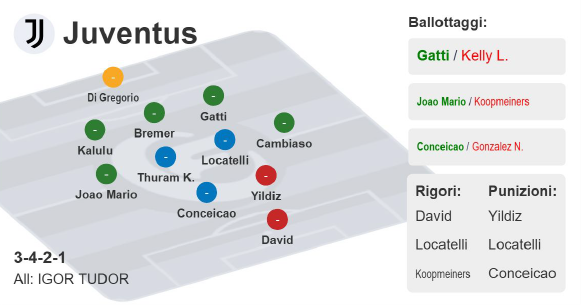 Juventus
Di Gregorio
Gatti
Bremer
Kalulu
Cambiaso
Locatelli
Thuram K.
Joao Mario
Yildiz
Conceicao
David
3-4-2-1
All: IGOR TUDOR
Ballottaggi:
Gatti / Kelly L.
Joao Mario / Koopmeiners
Conceicao / Gonzalez N.
Rigori: Punizioni:
David Yildiz
Locatelli Locatelli
Koopmeiners Conceicao